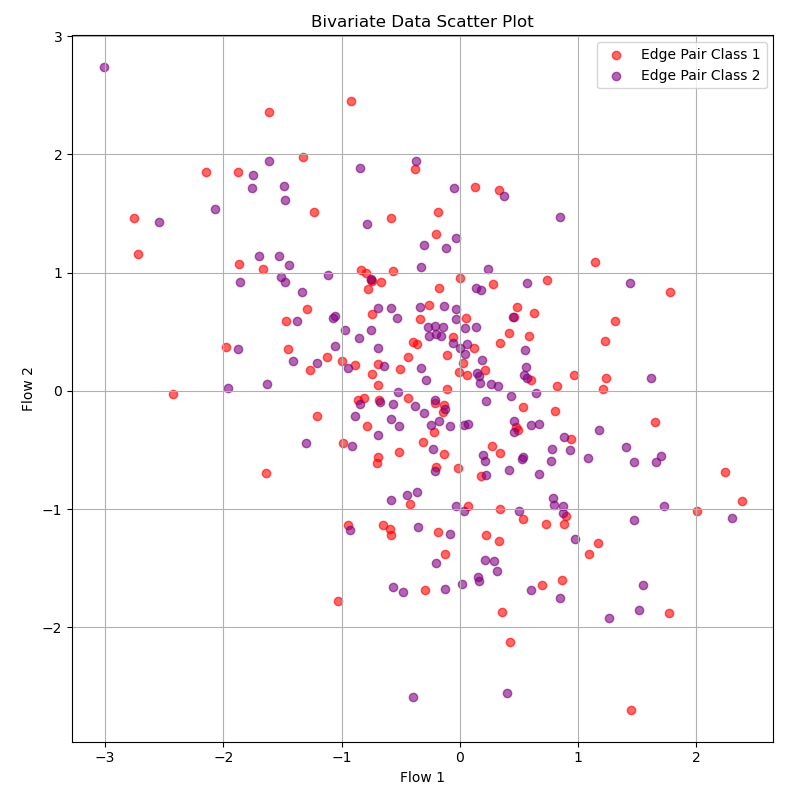 Bivariate Data Scatter Plot
Edge Pair Class 1
Edge Pair Class 2
3
2
1
0
−1
−2
Flow 2
−3
−2
−1
0
1
2
Flow 1